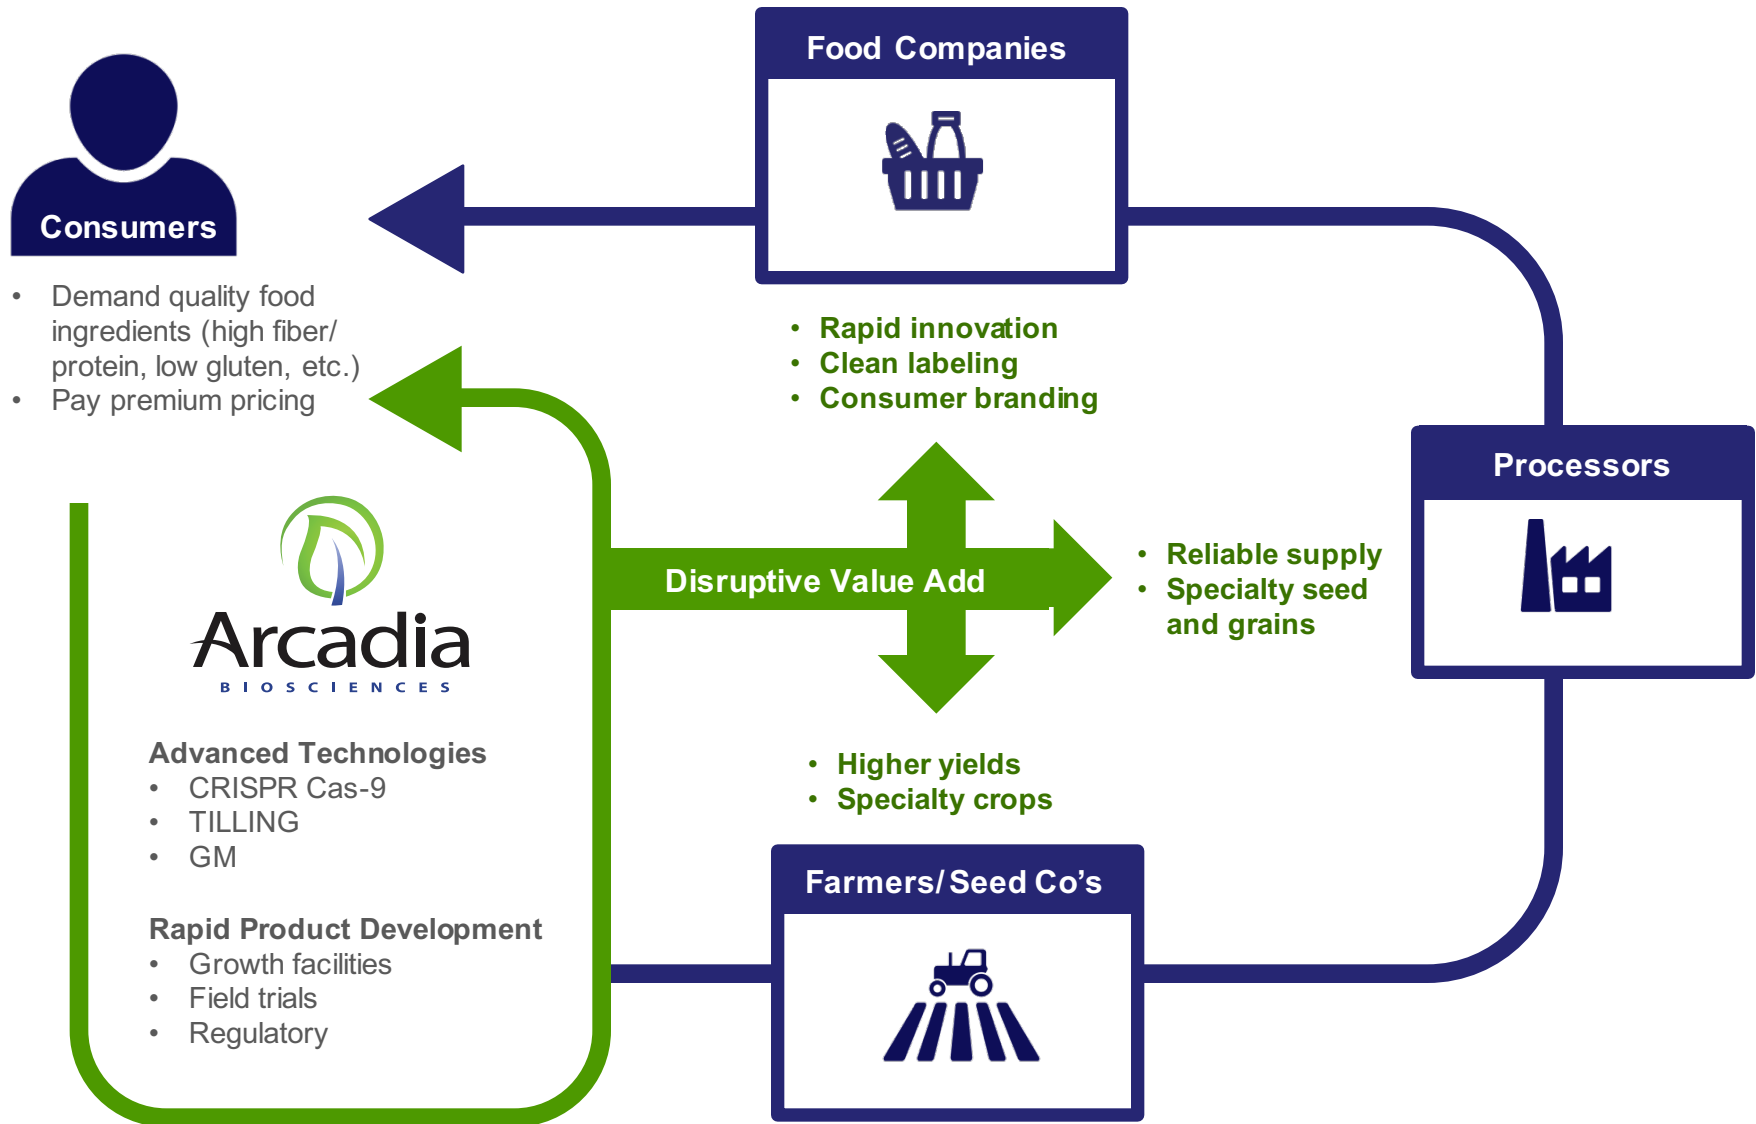 Food Companies
Consumers
• Demand quality food
ingredients (high fiber/
protein, low gluten, etc.)
• Pay premium pricing
• Rapid innovation
• Clean labeling
• Consumer branding
Processors
Disruptive Value Add
• Reliable supply
• Specialty seed
and grains
Arcadia
BIOSCIENCES
Advanced Technologies
• CRISPR Cas-9
• TILLING
• GM
• Higher yields
• Specialty crops
Farmers/Seed Co’s
Rapid Product Development
• Growth facilities
• Field trials
• Regulatory